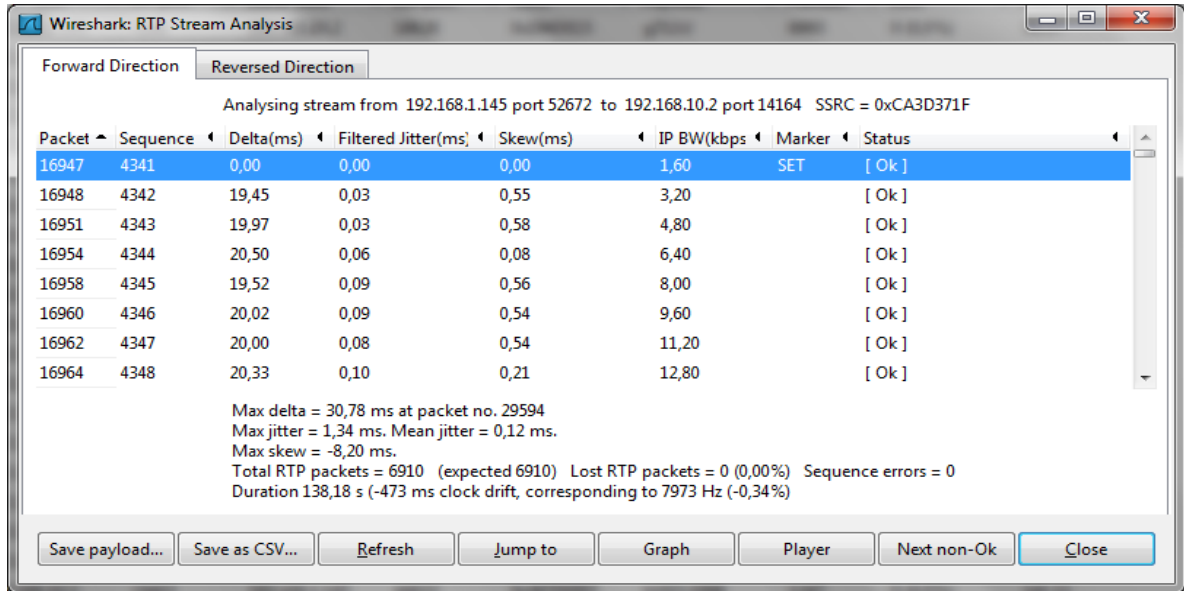 Wireshark: RTP Stream Analysis
Forward Direction Reversed Direction
Analysing stream from 192.168.1.145 port 52672 to 192.168.10.2 port 14164 SSRC = 0xCA3D371F
Packet Sequence Delta(ms) Filtered Jitter(ms) Skew(ms) IP BW(kbps Marker Status
16947 4341 0,00 0,00 0,00 1,60 SET [ Ok ]
16948 4342 19,45 0,03 0,55 3,20 [ Ok ]
16951 4343 19,97 0,03 0,58 4,80 [ Ok ]
16954 4344 20,50 0,06 0,08 6,40 [ Ok ]
16958 4345 19,52 0,09 0,56 8,00 [ Ok ]
16960 4346 20,02 0,09 0,54 9,60 [ Ok ]
16962 4347 20,00 0,08 0,54 11,20 [ Ok ]
16964 4348 20,33 0,10 0,21 12,80 [ Ok ]
Max delta = 30,78 ms at packet no. 29594
Max jitter = 1,34 ms. Mean jitter = 0,12 ms.
Max skew = -8,20 ms.
Total RTP packets = 6910 (expected 6910) Lost RTP packets = 0 (0,00%) Sequence errors = 0
Duration 138,18 s (-473 ms clock drift, corresponding to 7973 Hz (-0,34%)
Save payload... Save as CSV... Refresh Jump to Graph Player Next non-Ok Close